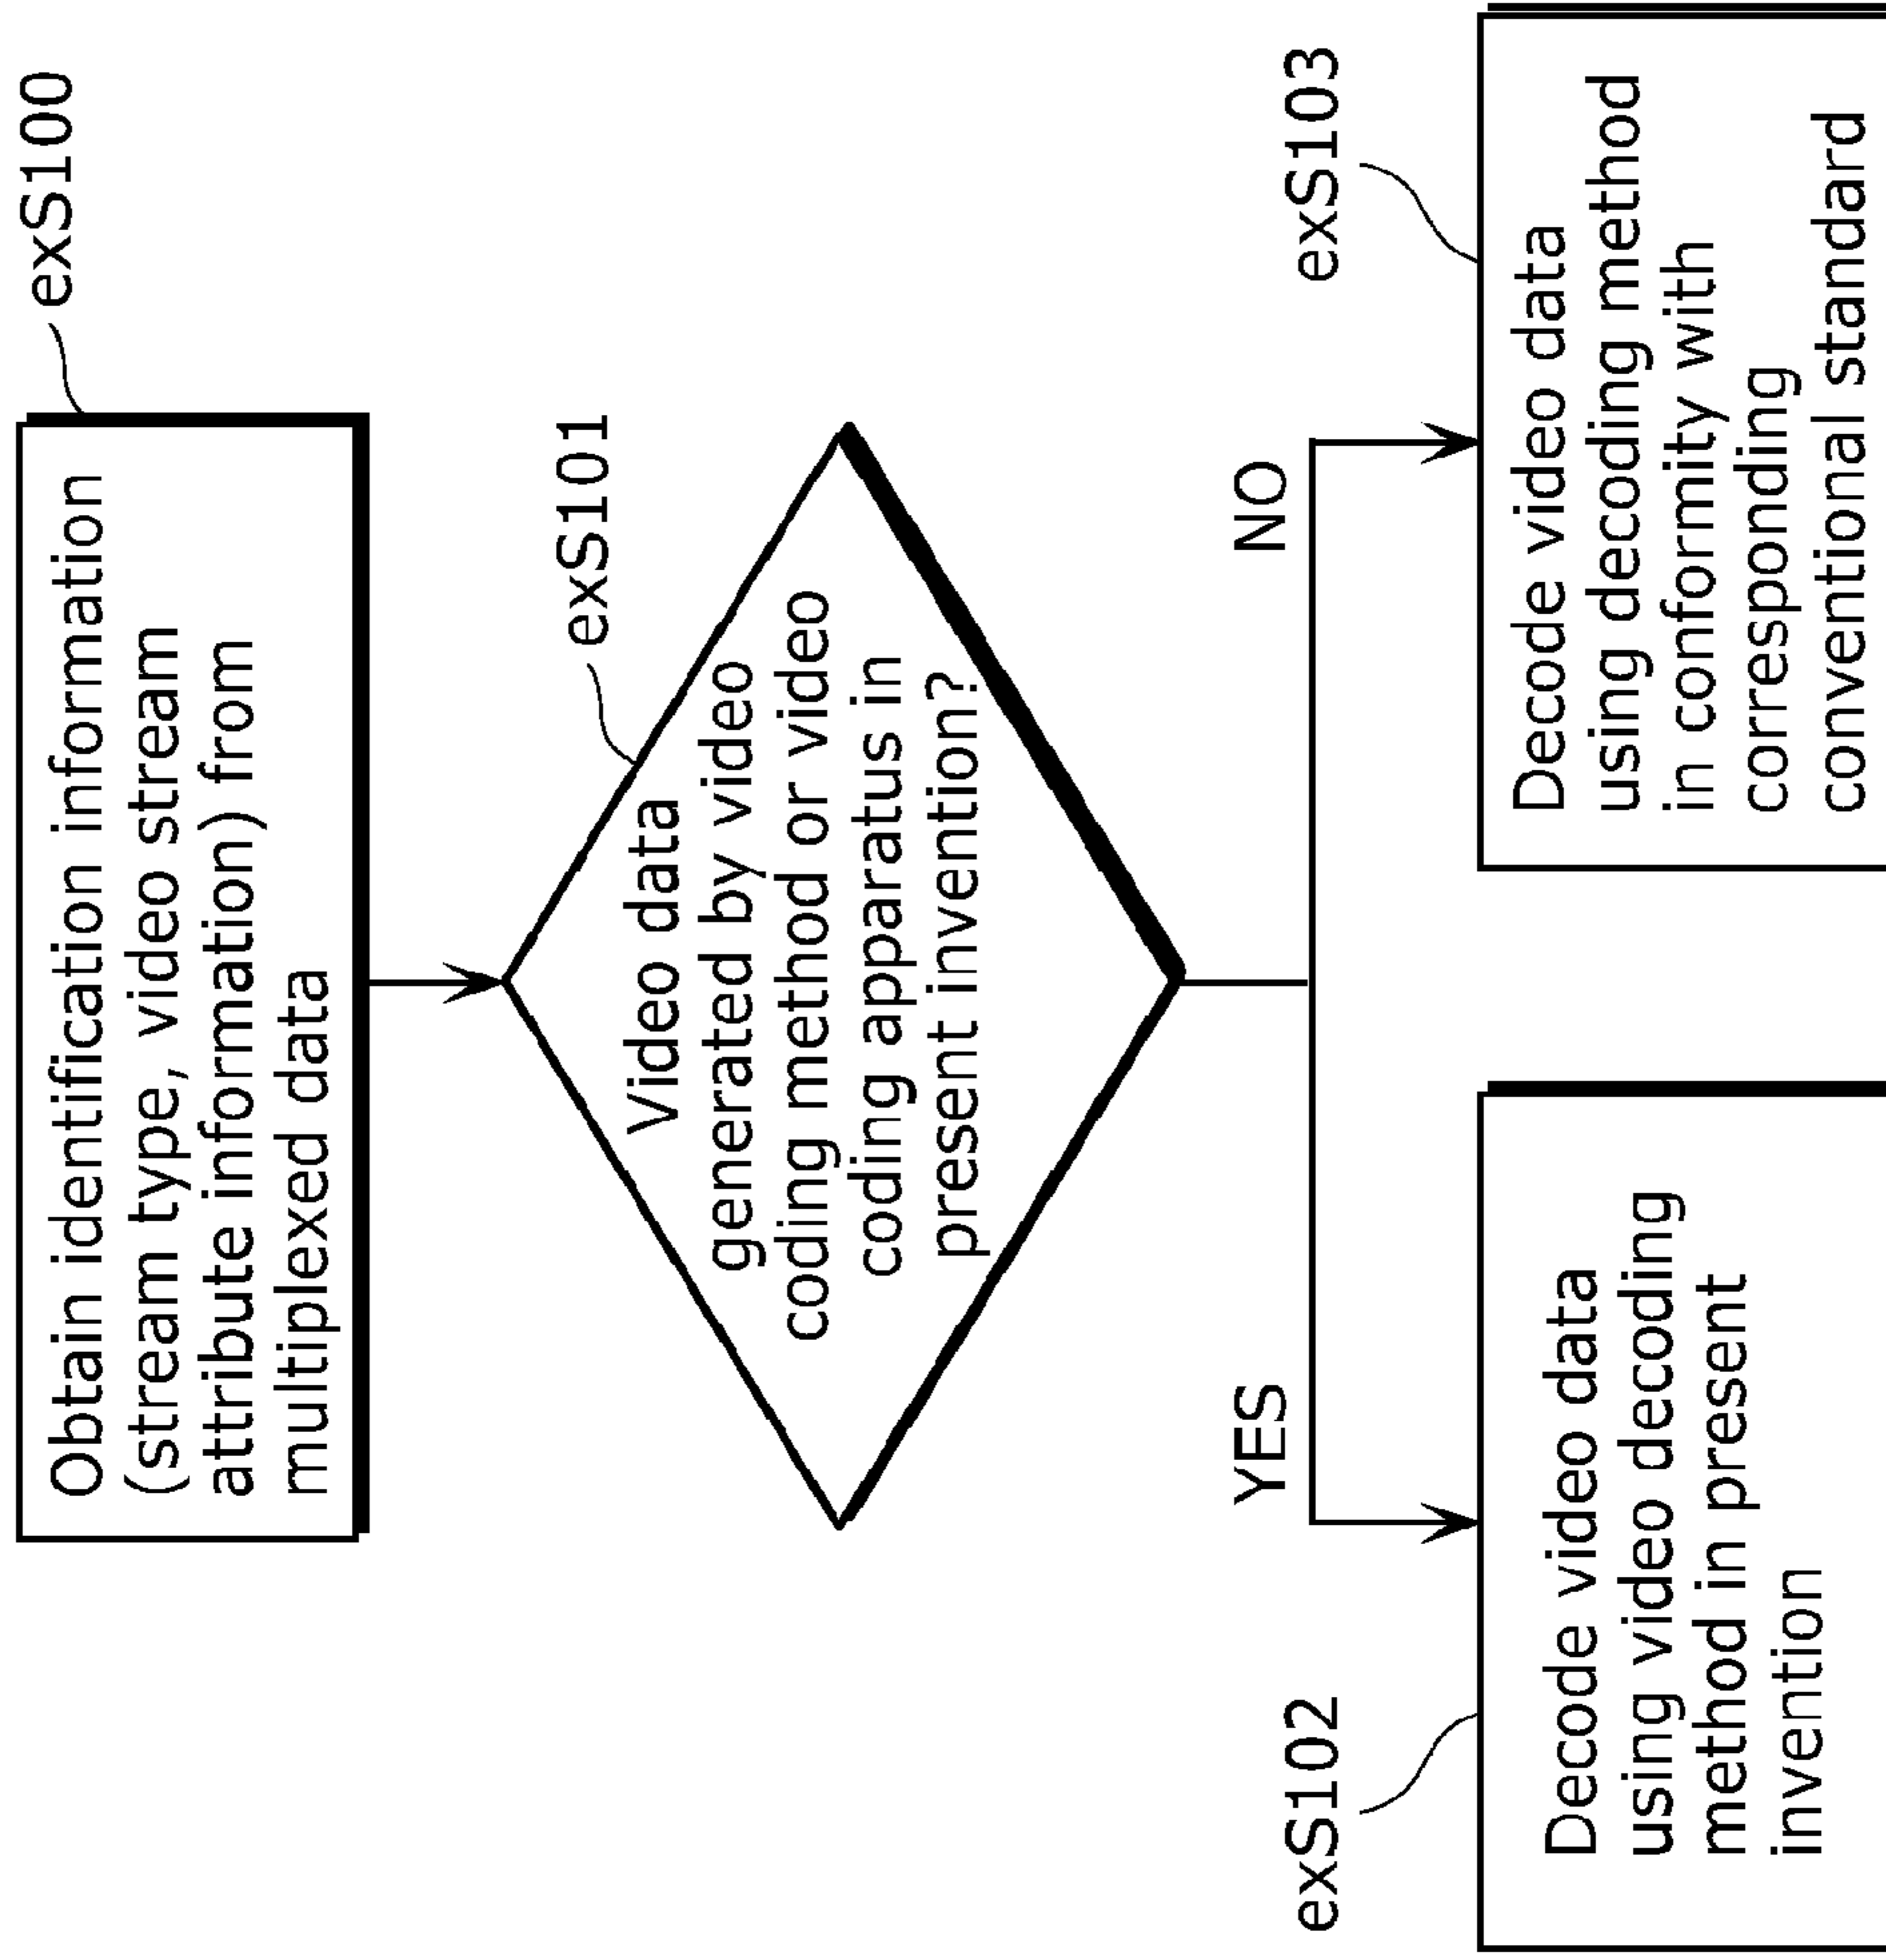 exS100
Obtain identification information
(stream type, video stream
attribute information) from
multiplexed data
exS101
Video data
generated by video
coding method or video
coding apparatus in
present invention?
YES
NO
exS102
Decode video data
using video decoding
method in present
invention
exS103
Decode video data
using decoding method
in conformity with
corresponding
conventional standard